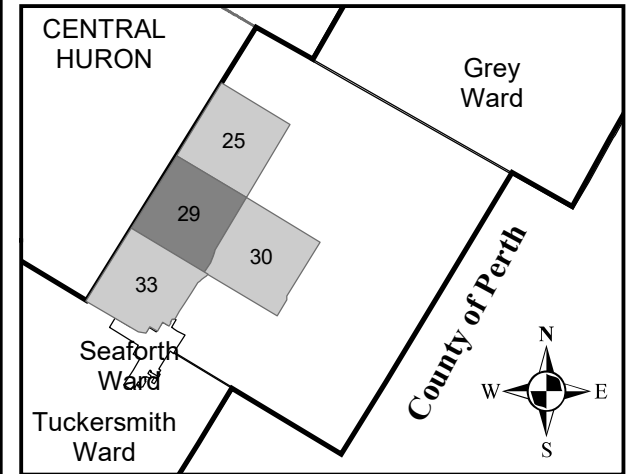 CENTRAL
HURON
Grey
Ward
25
29
30
33
County of Perth
Seaforth
Ward
Tuckersmith
Ward
N
W
E
S